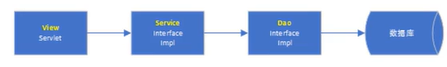 View
Servlet
Service
Interface
Impl
Dao
Interface
Impl
数据库